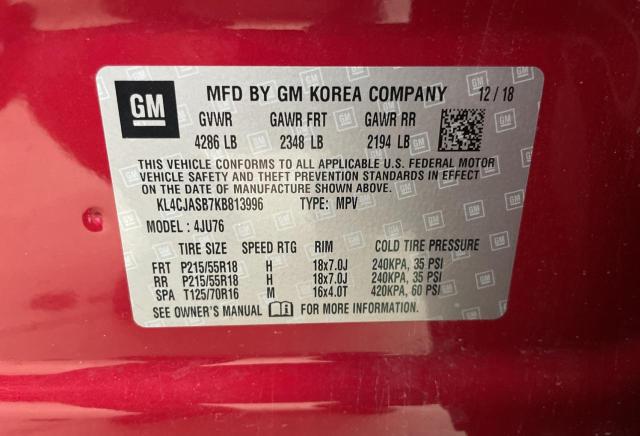 GM
MFD BY GM KOREA COMPANY 12 / 18
GVWR GAWR FRT GAWR RR
4286 LB 2348 LB 2194 LB
THIS VEHICLE CONFORMS TO ALL APPLICABLE U.S. FEDERAL MOTOR
VEHICLE SAFETY AND THEFT PREVENTION STANDARDS IN EFFECT
ON THE DATE OF MANUFACTURE SHOWN ABOVE.
KL4CJASB7KB813996 TYPE: MPV
MODEL : 4JU76
TIRE SIZE SPEED RTG RIM COLD TIRE PRESSURE
FRT P215/55R18 H 18x7.0J 240KPA, 35 PSI
RR P215/55R18 H 18x7.0J 240KPA, 35 PSI
SPA T125/70R16 M 16x4.0T 420KPA, 60 PSI
SEE OWNER'S MANUAL FOR MORE INFORMATION.